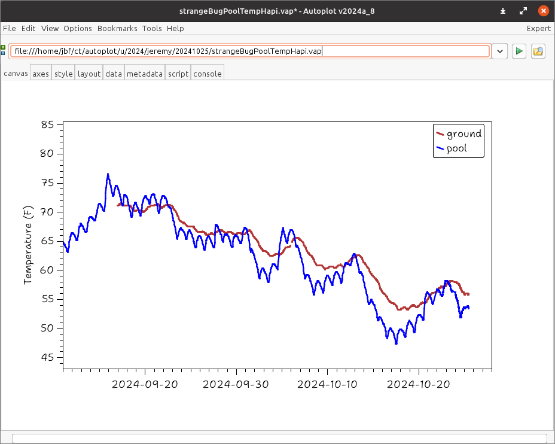 strangeBugPoolTempHapi.vap* - Autoplot v2024a_8
File Edit View Options Bookmarks Tools Help Expert
file:///home/jbf/ct/autoplot/u/2024/jeremy/20241025/strangeBugPoolTempHapi.vap
canvas axes style layout data metadata script console
85
80
75
70
65
60
55
50
45
Temperature (F)
ground
pool
2024-09-20 2024-09-30 2024-10-10 2024-10-20